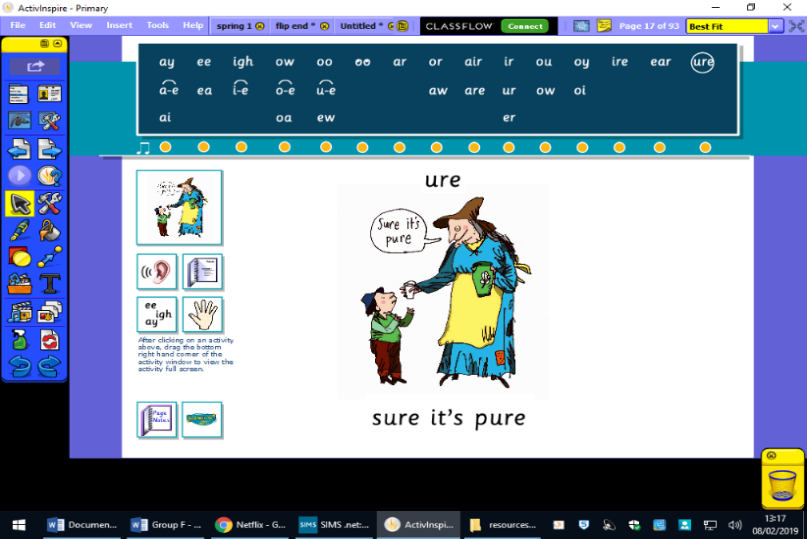 ActivInspire - Primary
File Edit View Insert Tools Help spring 1 flip end * Untitled * CLASSFLOW Connect Page 17 of 93 Best Fit
ay ee igh ow oo oo ar or air ir ou oy ire ear ure
a-e ea i-e o-e u-e aw are ur ow oi
ai oa ew er
ure
Sure it's
pure
ee
igh
ay
After clicking on an activity
above, drag the bottom
right hand corner of the
activity window to view the
activity full screen.
Page
Notes
sure it's pure
Documen... Group F - ... Netflix - G... SIMS SIMS .net:... ActivInspi... resources...
13:17
08/02/2019